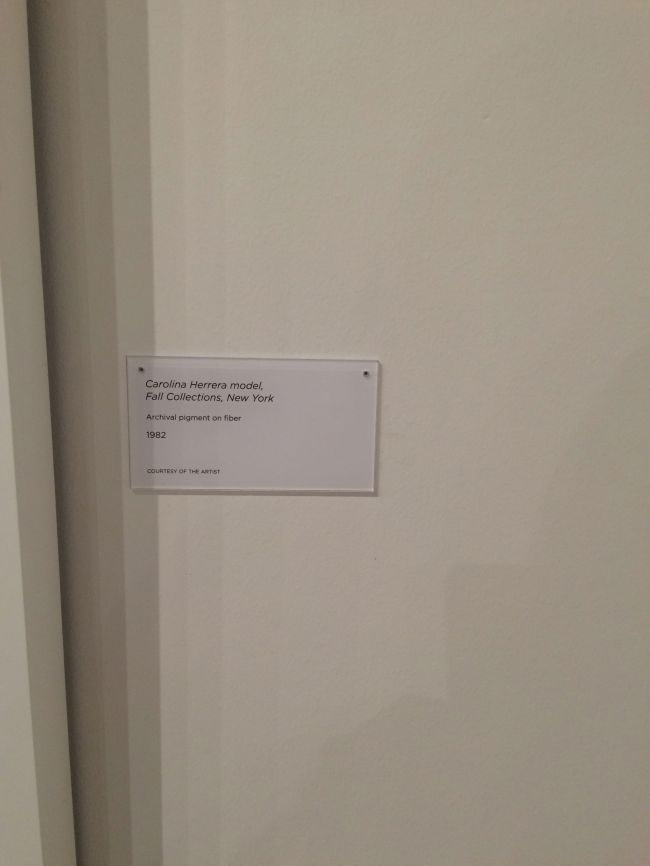 Carolina Herrera model,
Fall Collections, New York
Archival pigment on fiber
1982
COURTESY OF THE ARTIST